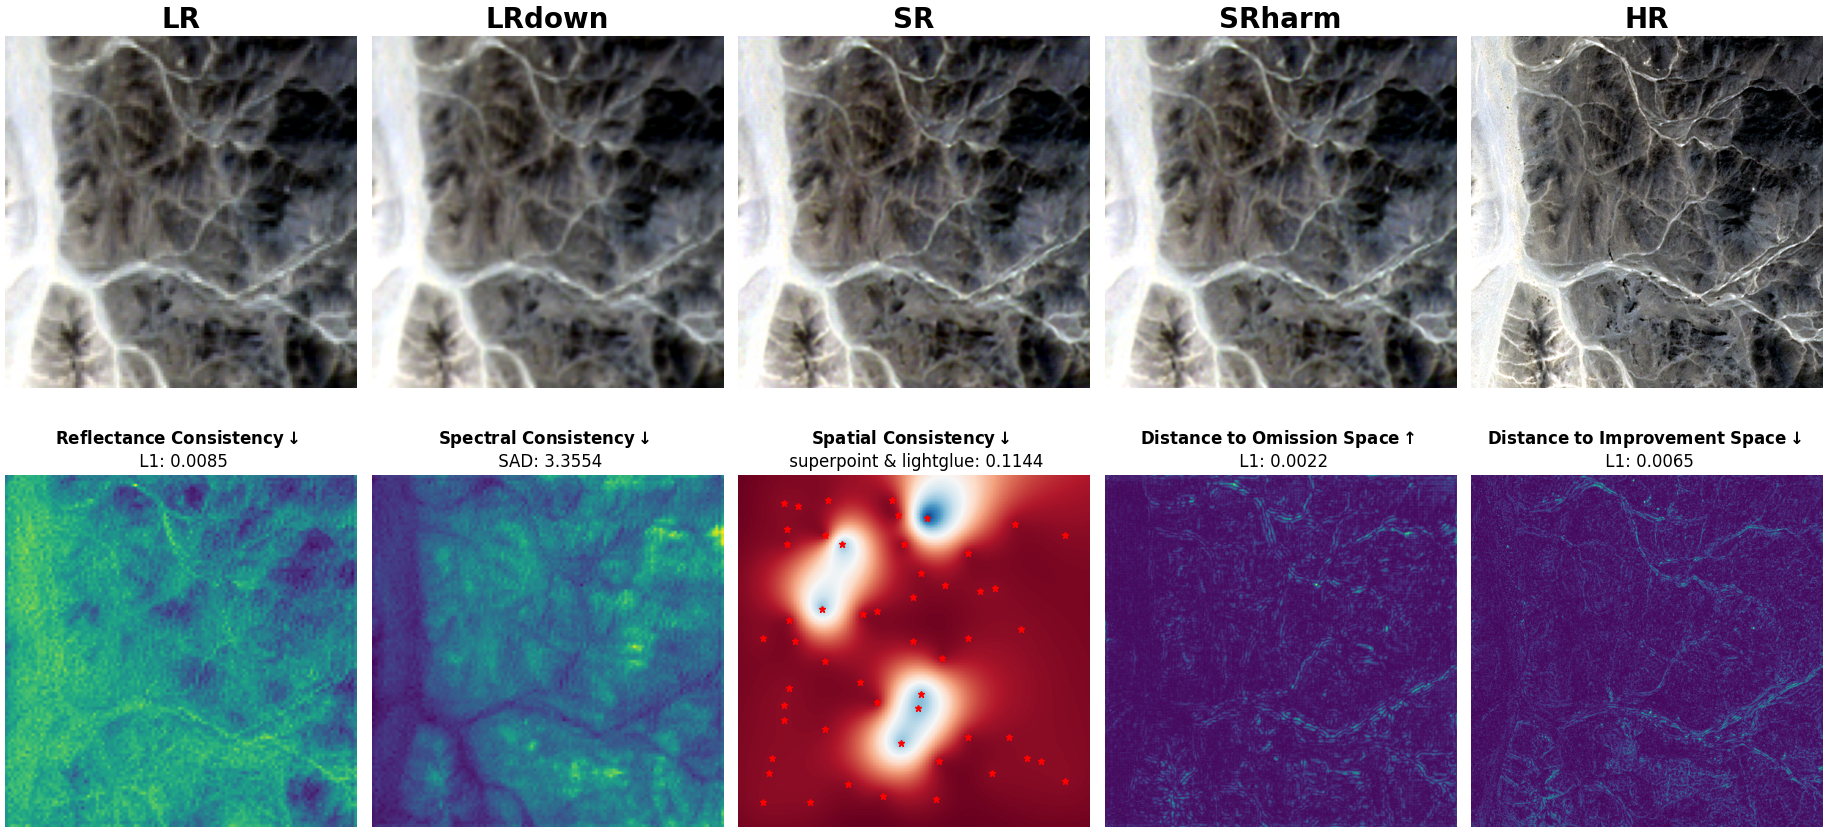 LR
LRdown
SR
SRharm
HR
Reflectance Consistency ↓
L1: 0.0085
Spectral Consistency ↓
SAD: 3.3554
Spatial Consistency ↓
superpoint & lightglue: 0.1144
Distance to Omission Space ↑
L1: 0.0022
Distance to Improvement Space ↓
L1: 0.0065